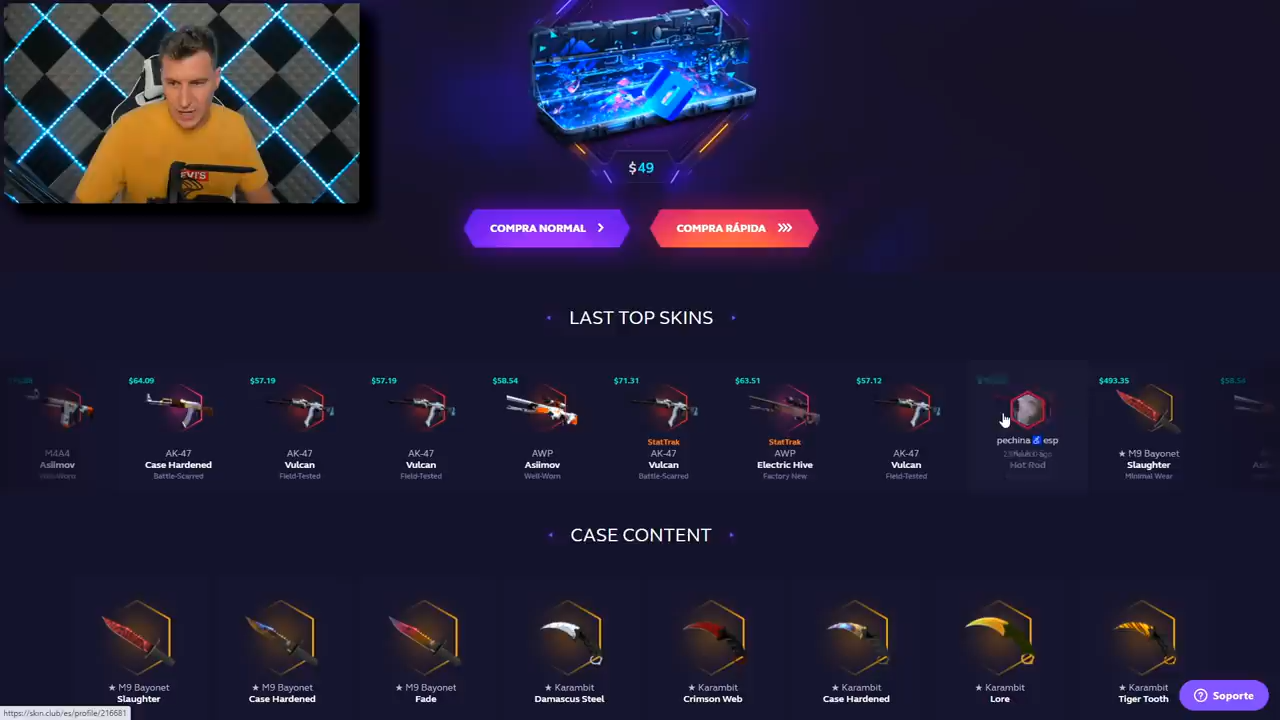 LEVI'S
$49
COMPRA NORMAL
COMPRA RÁPIDA
LAST TOP SKINS
M4A4
Asiimov
$64.09
AK-47
Case Hardened
Battle-Scarred
$57.19
AK-47
Vulcan
Field-Tested
$57.19
AK-47
Vulcan
Field-Tested
$58.54
AWP
Asiimov
Well-Worn
$71.31
StatTrak
AK-47
Vulcan
Battle-Scarred
$63.51
StatTrak
AWP
Electric Hive
Factory New
$57.12
AK-47
Vulcan
Field-Tested
pechina esp
Hot Rod
$493.35
★ M9 Bayonet
Slaughter
Minimal Wear
CASE CONTENT
★ M9 Bayonet
Slaughter
★ M9 Bayonet
Case Hardened
★ M9 Bayonet
Fade
★ Karambit
Damascus Steel
★ Karambit
Crimson Web
★ Karambit
Case Hardened
★ Karambit
Lore
★ Karambit
Tiger Tooth
Soporte
https://skin.club/es/profile/216681